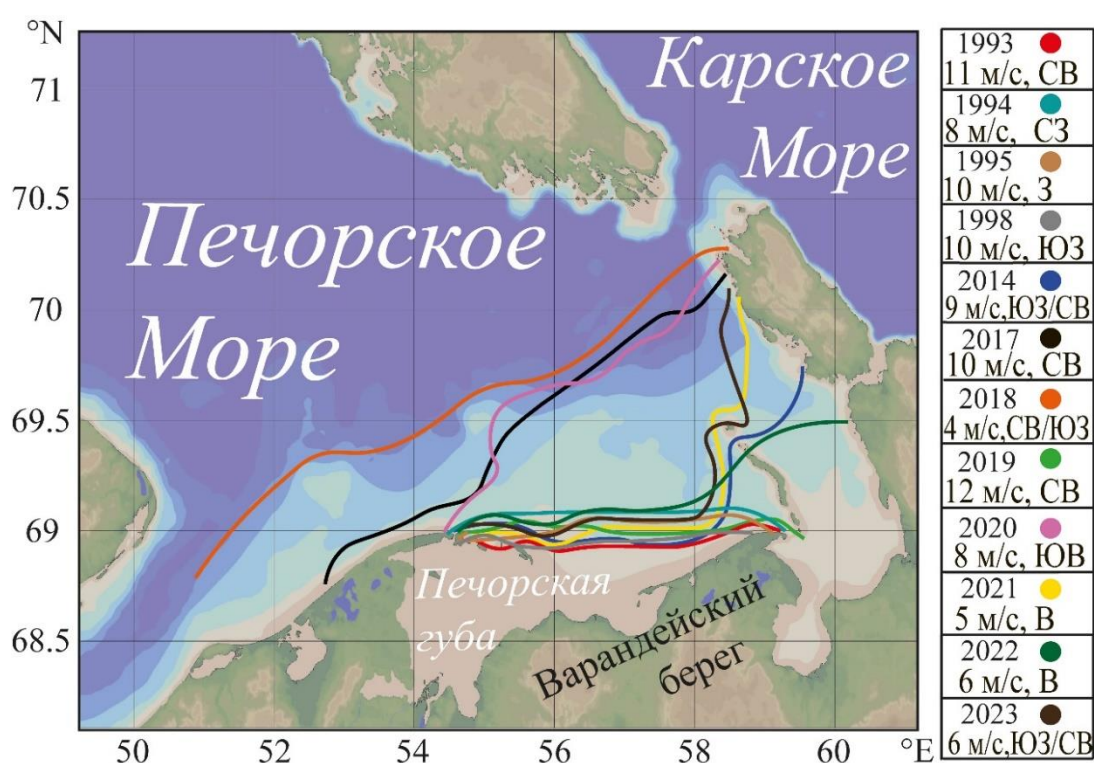 °N
71
70.5
70
69.5
69
68.5
50
52
54
56
58
60
°E
Карское
Море
Печорское
Море
Печорская
губа
Варандейский
берег
1993
11 м/с, СВ
1994
8 м/с, СЗ
1995
10 м/с, З
1998
10 м/с, ЮЗ
2014
9 м/с,ЮЗ/СВ
2017
10 м/с, СВ
2018
4 м/с,СВ/ЮЗ
2019
12 м/с, СВ
2020
8 м/с, ЮВ
2021
5 м/с, В
2022
6 м/с, В
2023
6 м/с,ЮЗ/СВ